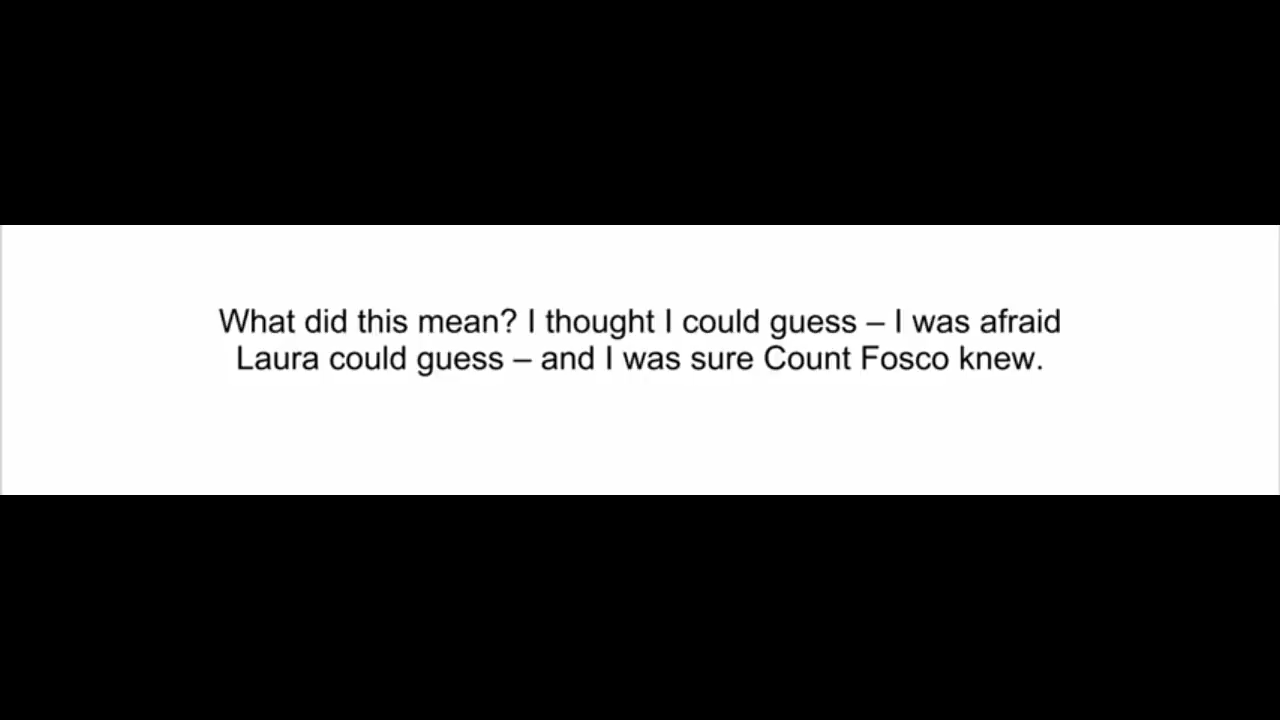 What did this mean? I thought I could guess – I was afraid
Laura could guess – and I was sure Count Fosco knew.